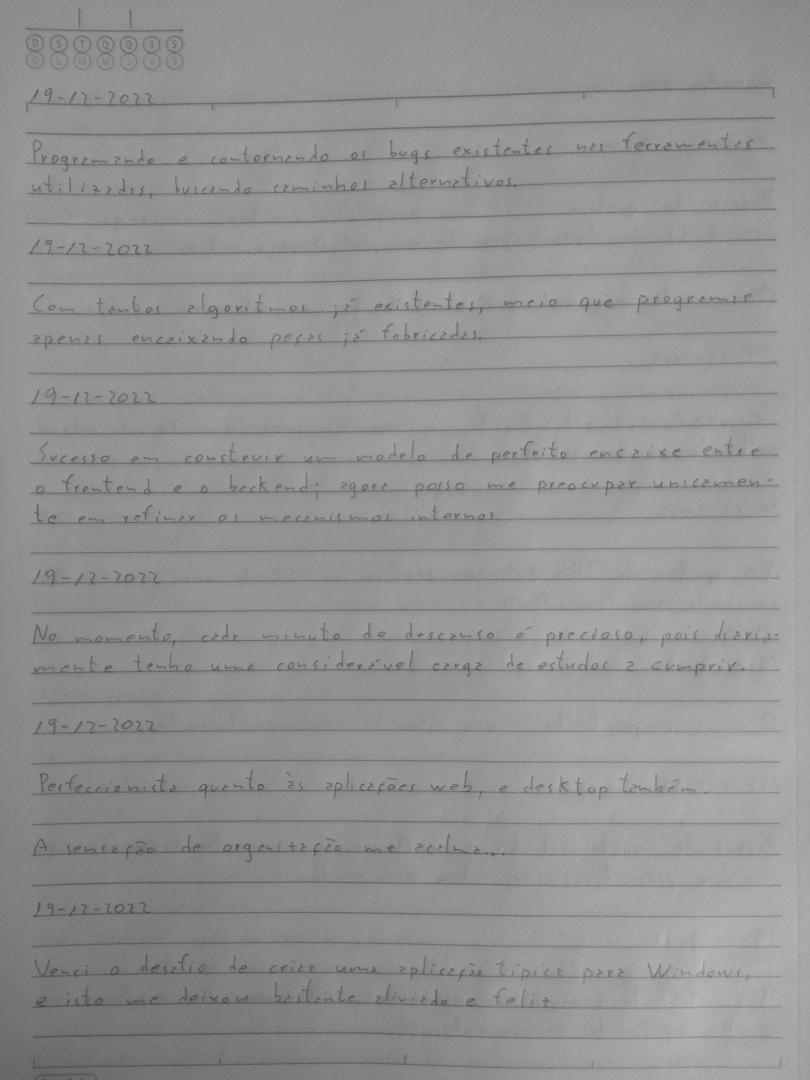 D S T Q Q S S
D L M M J V S
19-12-2022
Programando e contornando os bugs existentes nas ferramentas
utilizadas, buscando caminhos alternativos.
19-12-2022
Com tantos algoritmos já existentes, meio que programar
apenas encaixando peças já fabricadas.
19-12-2022
Sucesso em construir um modelo de perfeito encaixe entre
o frontend e o backend; agora posso me preocupar unicamen-
te em refinar os mecanismos internos.
19-12-2022
No momento, cada minuto de descanso é precioso, pois diaria-
mente tenho uma considerável carga de estudos a cumprir.
19-12-2022
Perfeccionista quanto às aplicações web, e desktop também.
A sensação de organização me acalma...
19-12-2022
Venci o desafio de criar uma aplicação típica para Windows,
e isto me deixou bastante aliviado e feliz.